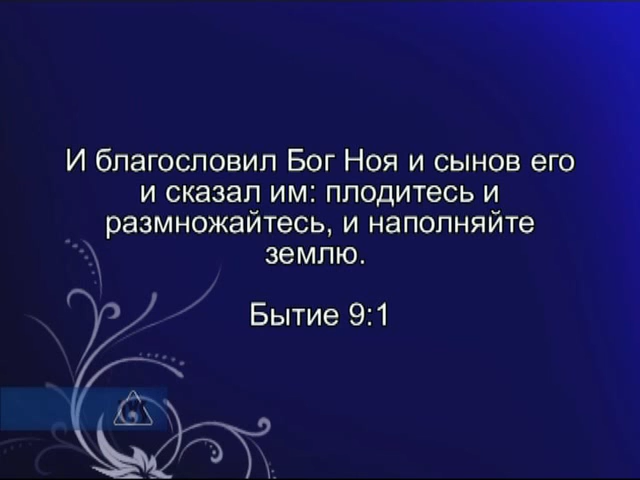 И благословил Бог Ноя и сынов его
и сказал им: плодитесь и
размножайтесь, и наполняйте
землю.
Бытие 9:1